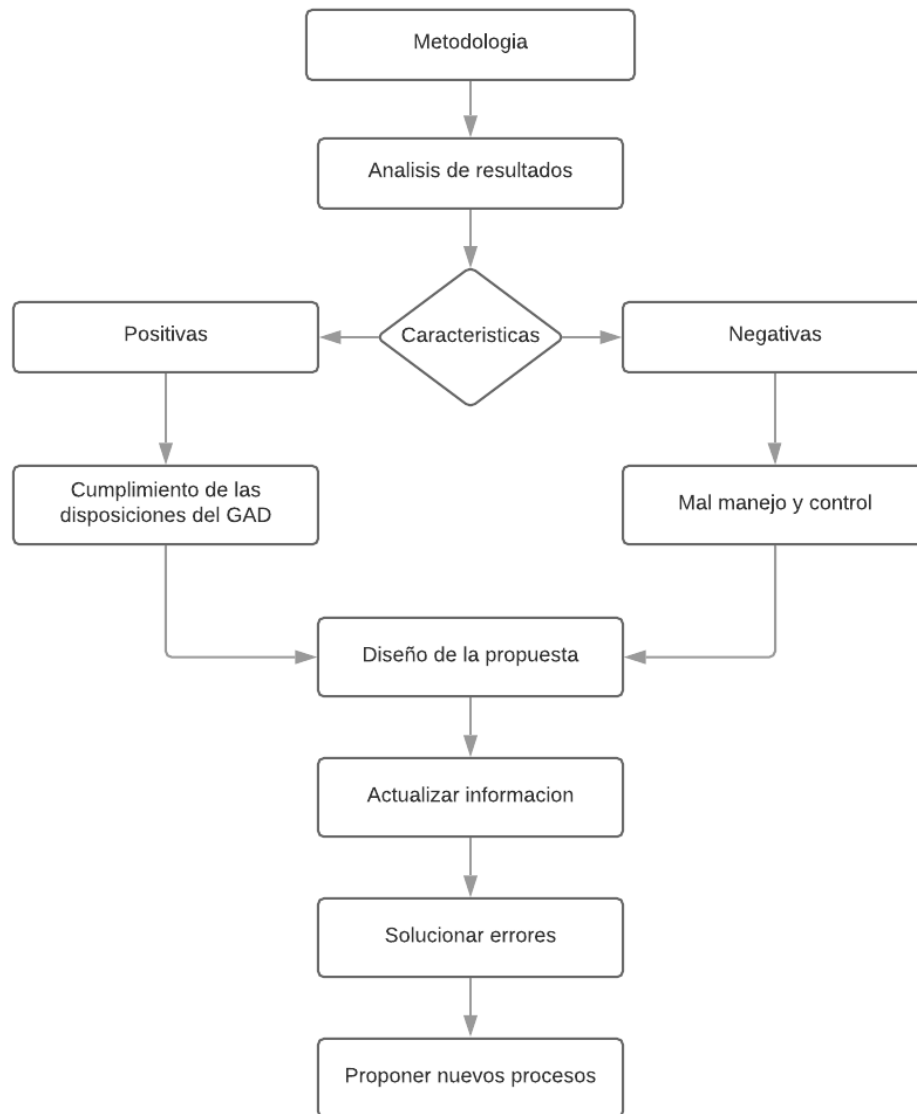 Metodologia
Analisis de resultados
Positivas
Caracteristicas
Negativas
Cumplimiento de las
disposiciones del GAD
Mal manejo y control
Diseño de la propuesta
Actualizar informacion
Solucionar errores
Proponer nuevos procesos